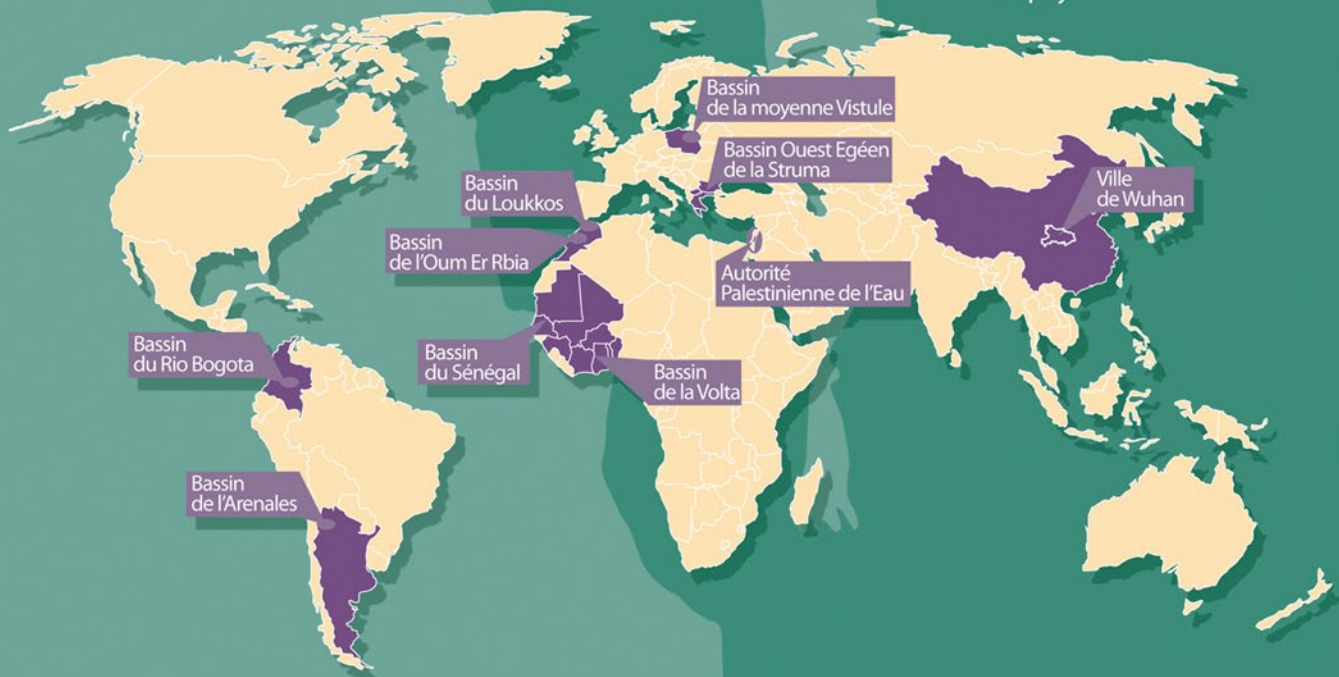 Bassin
de la moyenne Vistule
Bassin Ouest Egéen
de la Struma
Ville
de Wuhan
Bassin
du Loukkos
Bassin
de l'Oum Er Rbia
Autorité
Palestinienne de l'Eau
Bassin
du Rio Bogota
Bassin
du Sénégal
Bassin
de la Volta
Bassin
de l'Arenales